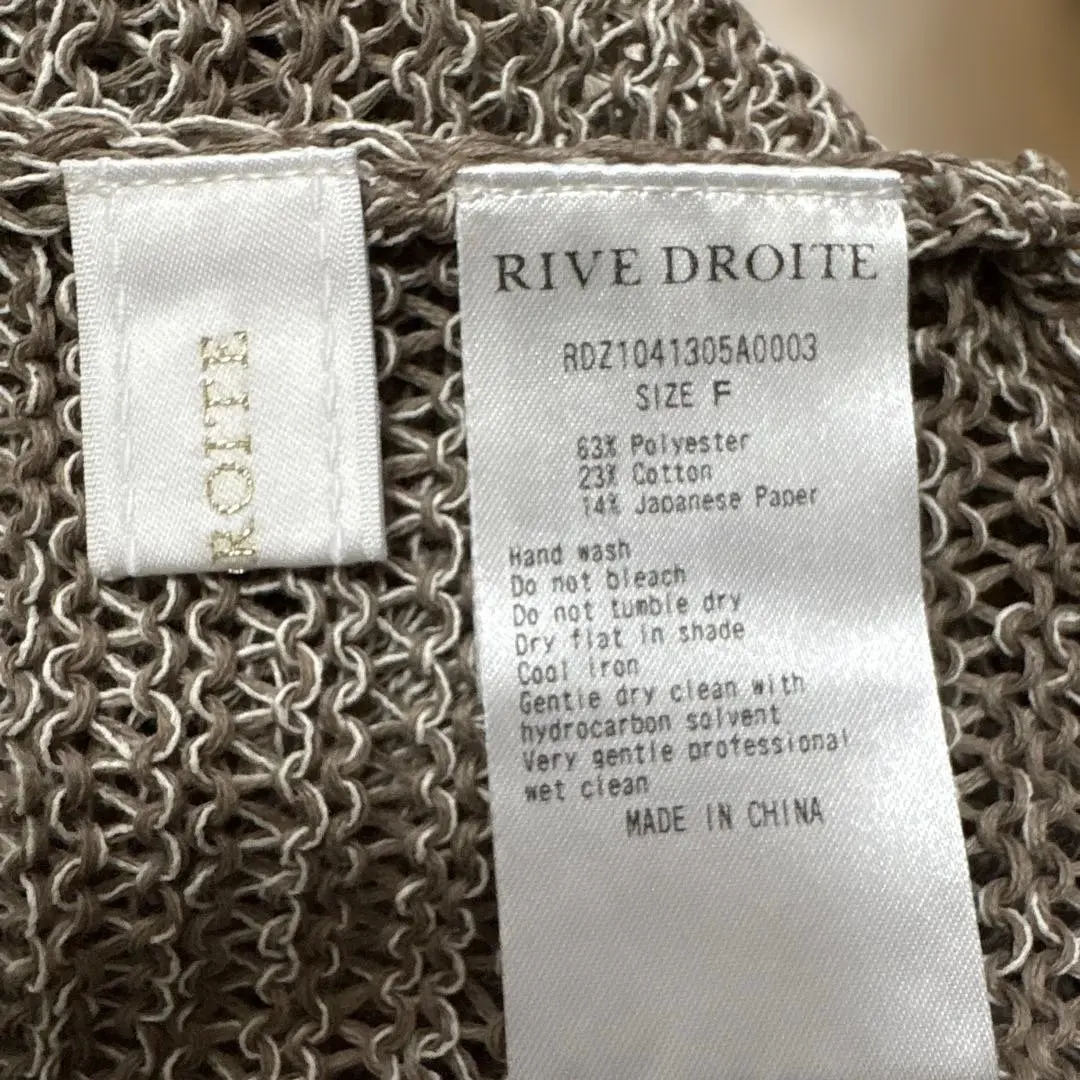 ROITE
RIVE DROITE
RDZ1041305A0003
SIZE F
63% Polyester
23% Cotton
14% Japanese Paper
Hand wash
Do not bleach
Do not tumble dry
Dry flat in shade
Cool iron
Gentle dry clean with
hydrocarbon solvent
Very gentle professional
wet clean
MADE IN CHINA